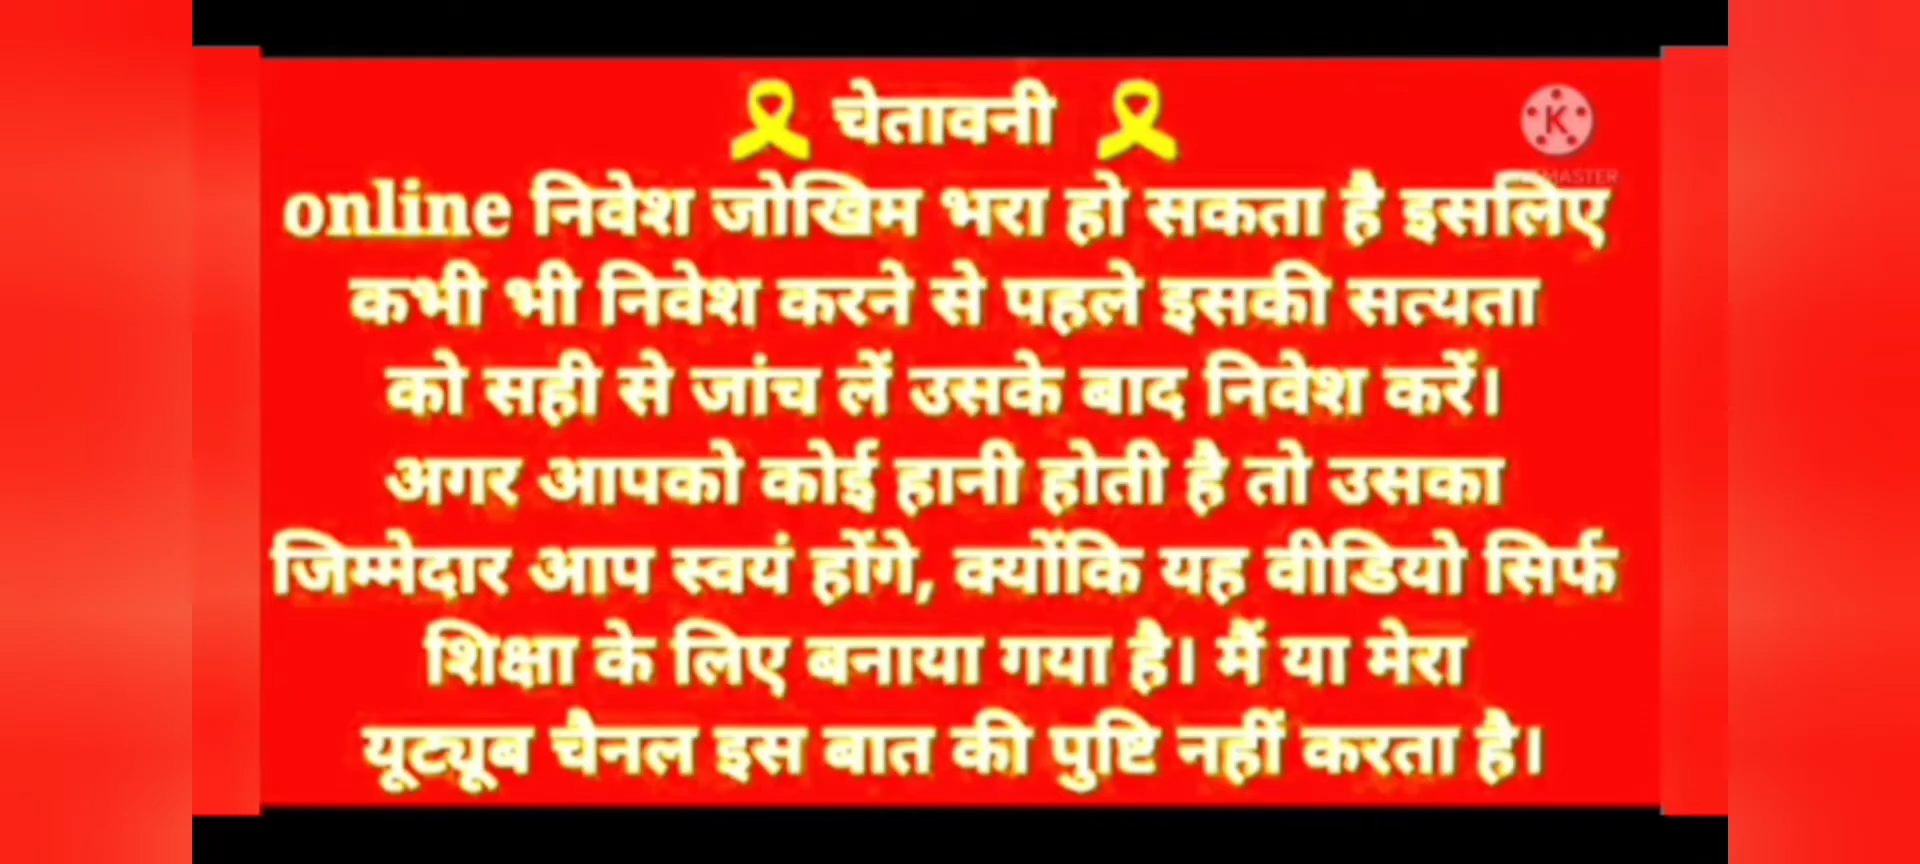 🎗 चेतावनी 🎗
K
MASTER
online निवेश जोखिम भरा हो सकता है इसलिए
कभी भी निवेश करने से पहले इसकी सत्यता
को सही से जांच लें उसके बाद निवेश करें।
अगर आपको कोई हानी होती है तो उसका
जिम्मेदार आप स्वयं होंगे, क्योंकि यह वीडियो सिर्फ
शिक्षा के लिए बनाया गया है। मैं या मेरा
यूट्यूब चैनल इस बात की पुष्टि नहीं करता है।